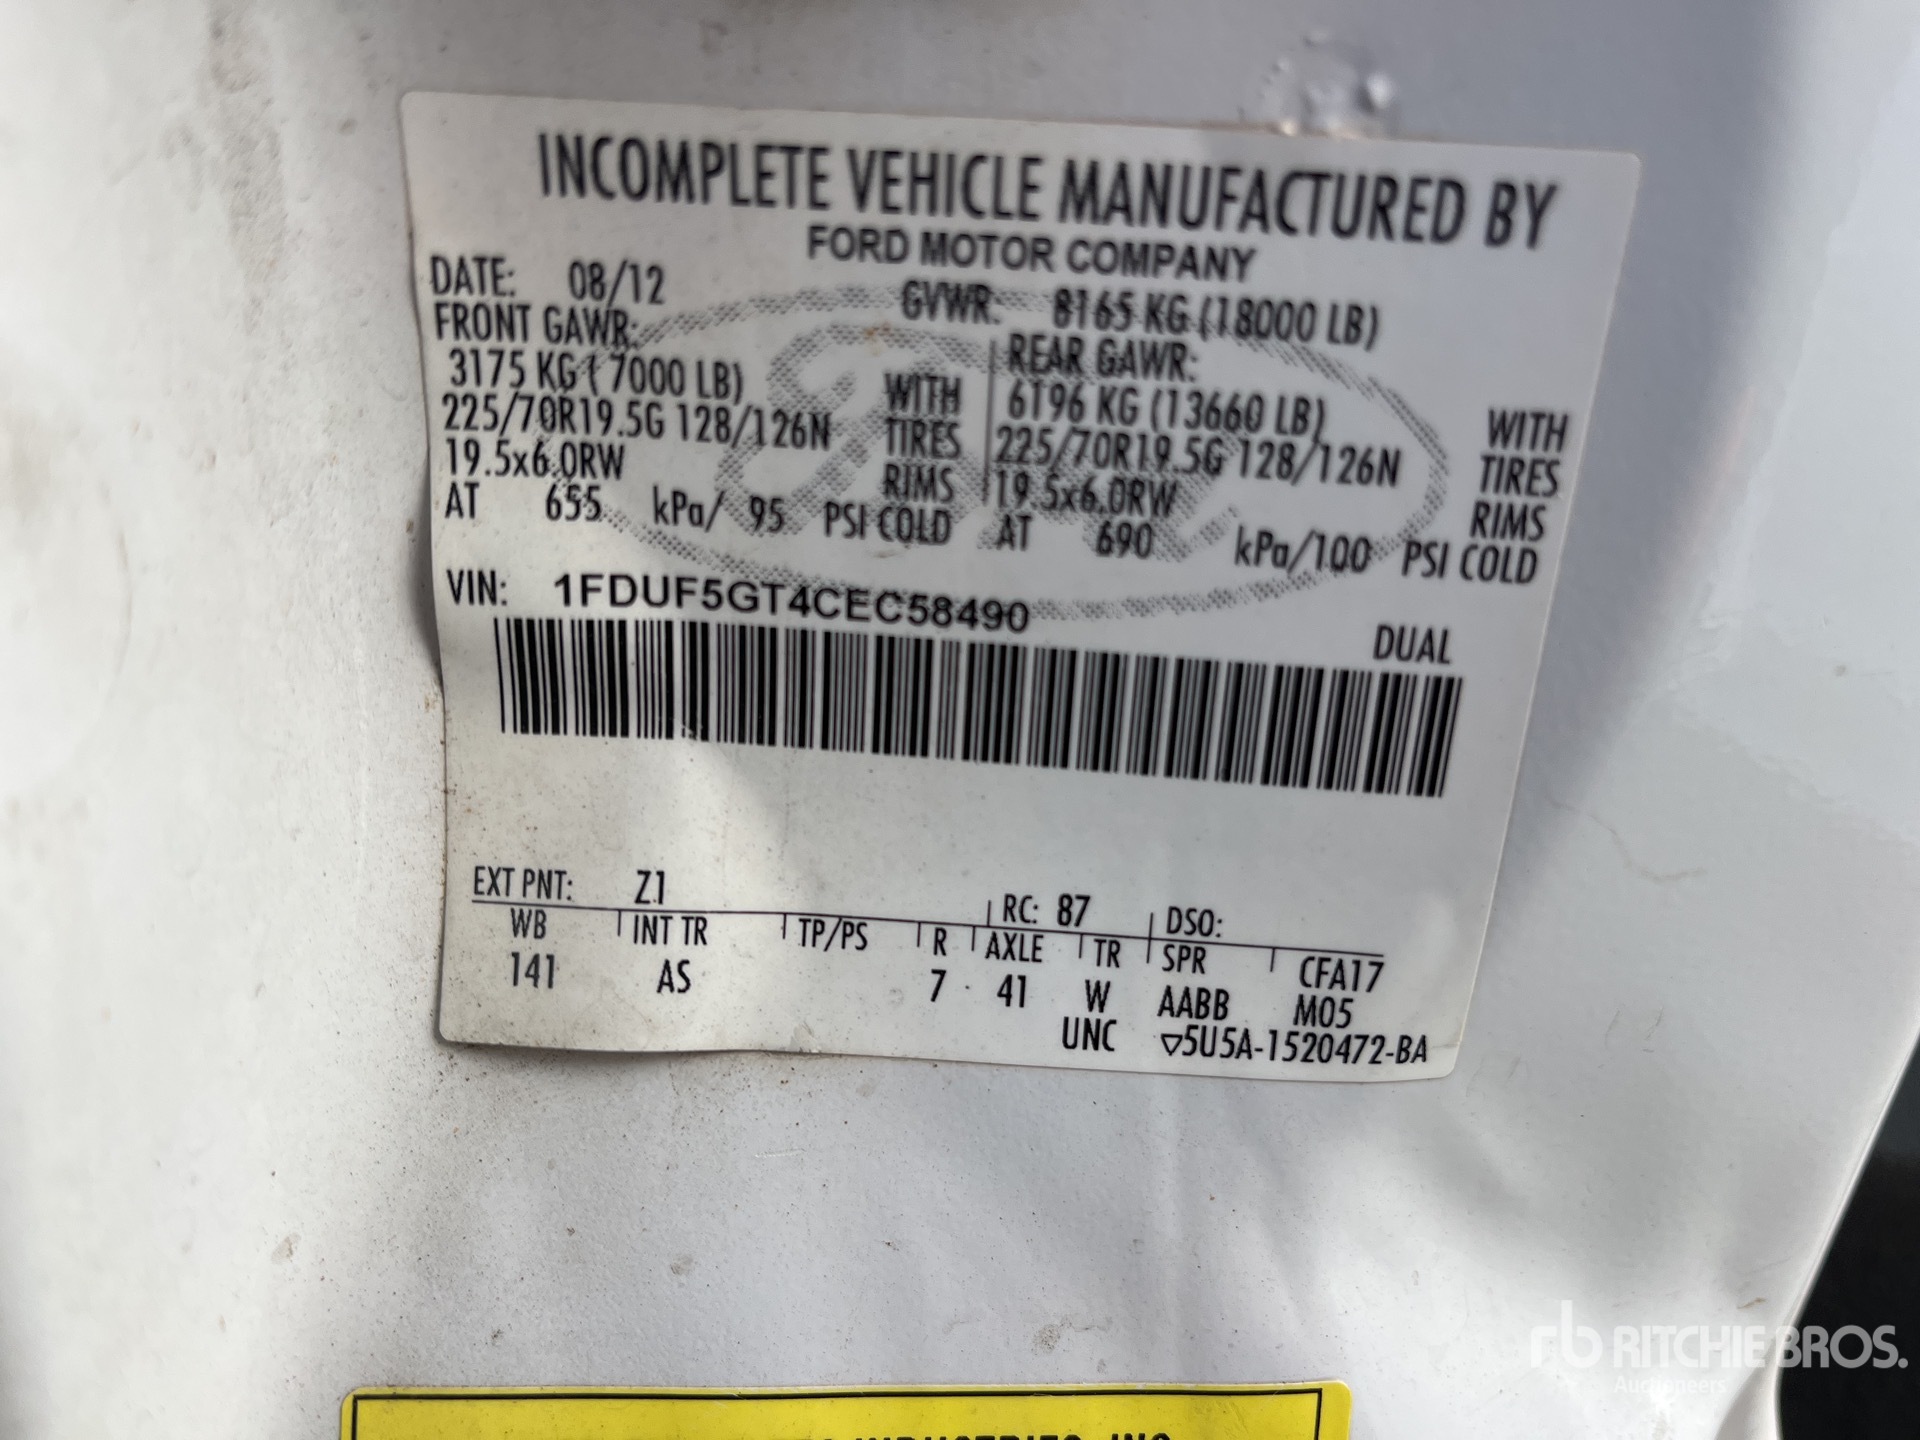 INCOMPLETE VEHICLE MANUFACTURED BY
FORD MOTOR COMPANY
DATE: 08/12 GVWR: 8165 KG (18000 LB)
FRONT GAWR: REAR GAWR:
3175 KG ( 7000 LB) WITH 6196 KG (13660 LB) WITH
225/70R19.5G 128/126N TIRES 225/70R19.5G 128/126N TIRES
19.5x6.0RW RIMS 19.5x6.0RW RIMS
AT 655 kPa/ 95 PSI COLD AT 690 kPa/100 PSI COLD
VIN: 1FDUF5GT4CEC58490
DUAL
EXT PNT: Z1 RC: 87 DSO:
WB INT TR TP/PS R AXLE TR SPR CFA17
141 AS 7 41 W AABB M05
UNC ▽5U5A-1520472-BA
rb RITCHIE BROS.
Auctioneers
INDUSTRIES, INC.